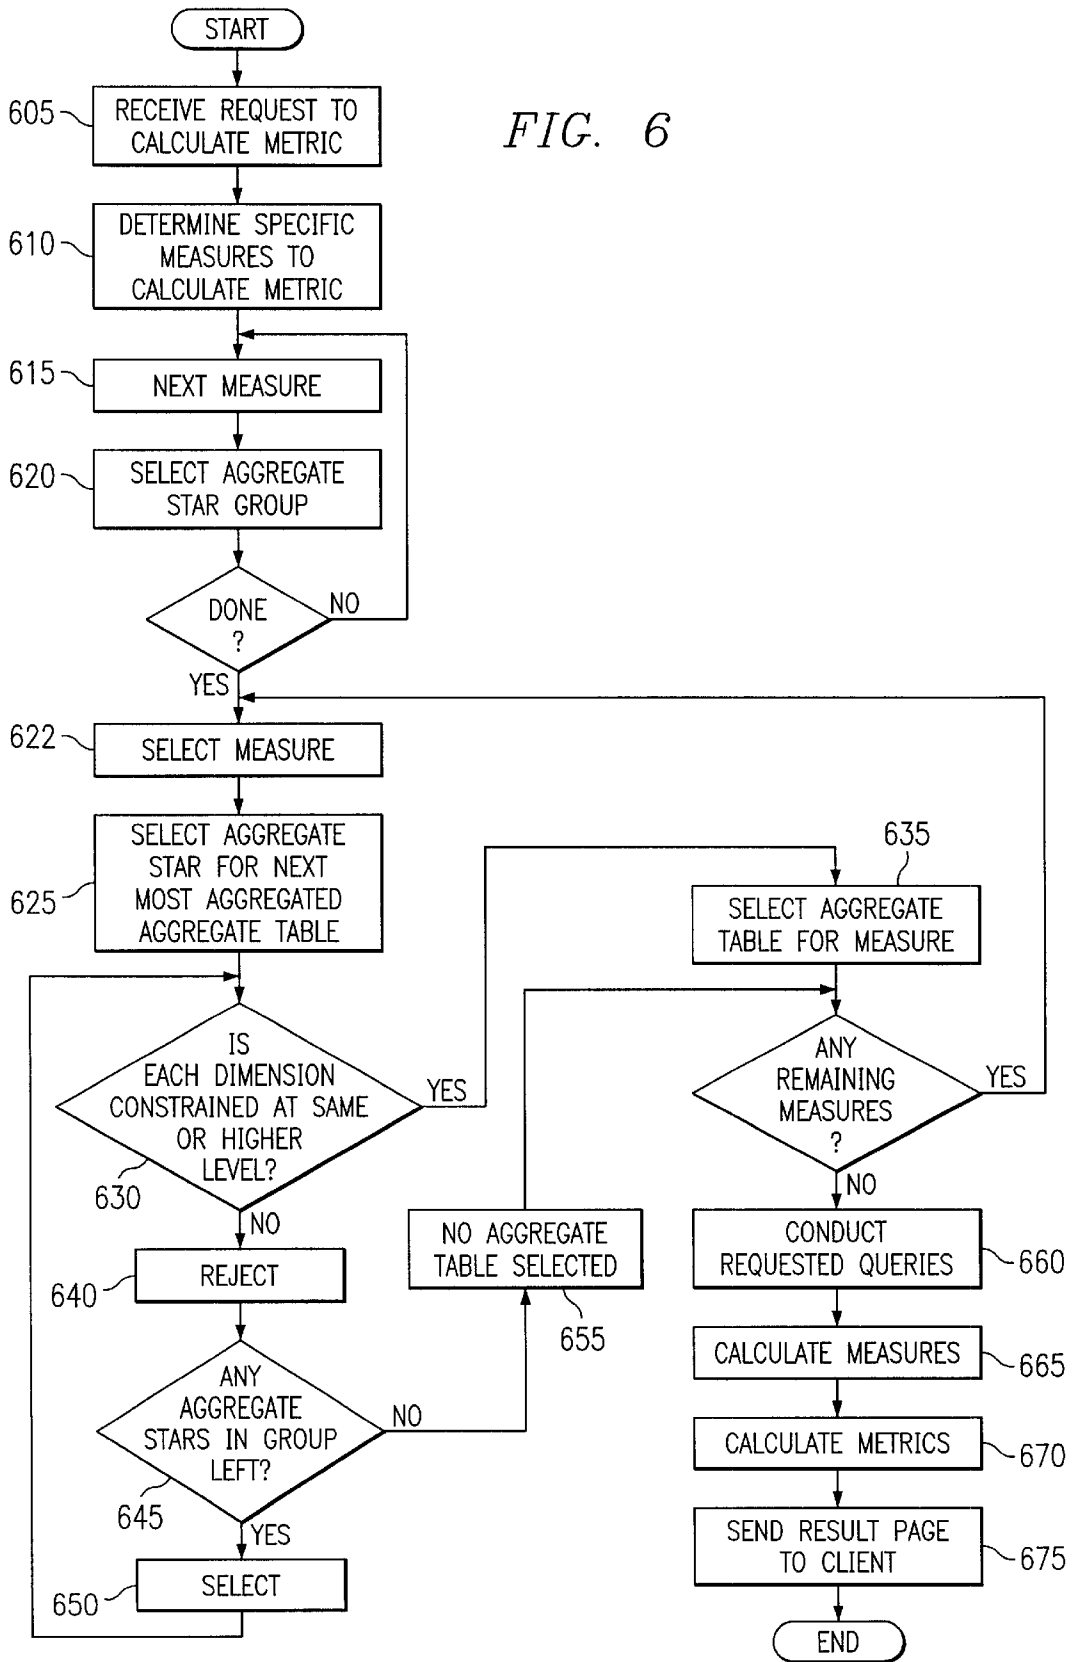 START
FIG. 6
605
RECEIVE REQUEST TO
CALCULATE METRIC
610
DETERMINE SPECIFIC
MEASURES TO
CALCULATE METRIC
615
NEXT MEASURE
620
SELECT AGGREGATE
STAR GROUP
DONE
?
NO
YES
622
SELECT MEASURE
625
SELECT AGGREGATE
STAR FOR NEXT
MOST AGGREGATED
AGGREGATE TABLE
IS
EACH DIMENSION
CONSTRAINED AT SAME
OR HIGHER
LEVEL?
630
YES
NO
640
REJECT
ANY
AGGREGATE
STARS IN GROUP
LEFT?
645
NO
YES
650
SELECT
NO AGGREGATE
TABLE SELECTED
655
635
SELECT AGGREGATE
TABLE FOR MEASURE
ANY
REMAINING
MEASURES
?
YES
NO
CONDUCT
REQUESTED QUERIES
660
CALCULATE MEASURES
665
CALCULATE METRICS
670
SEND RESULT PAGE
TO CLIENT
675
END